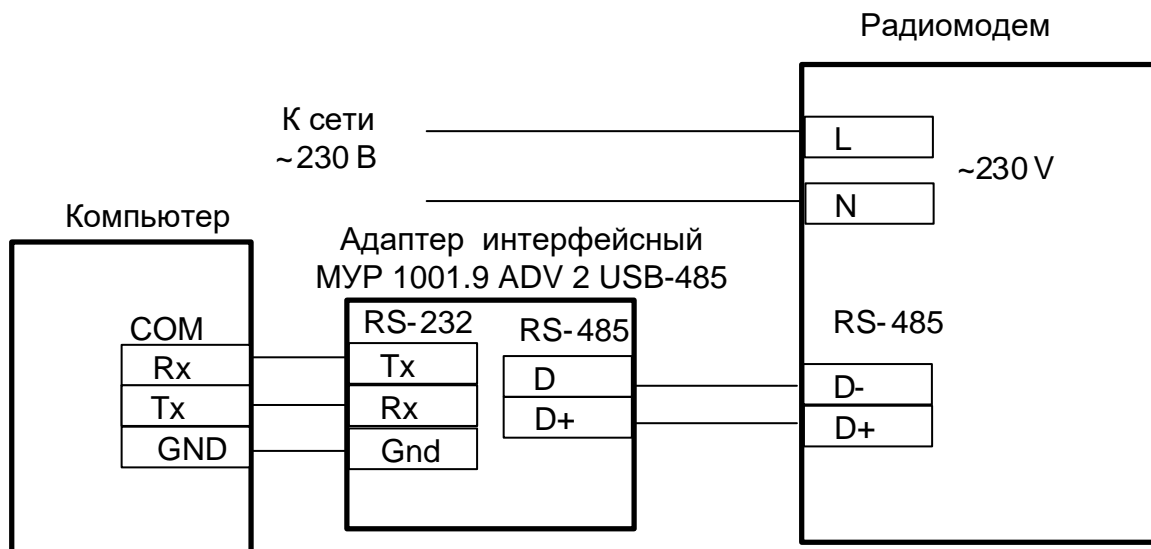 Радиомодем
К сети
~230 В
L
~230 V
N
Компьютер
Адаптер интерфейсный
МУР 1001.9 ADV 2 USB-485
COM
Rx
Tx
GND
RS-232
Tx
Rx
Gnd
RS-485
D
D+
RS-485
D-
D+